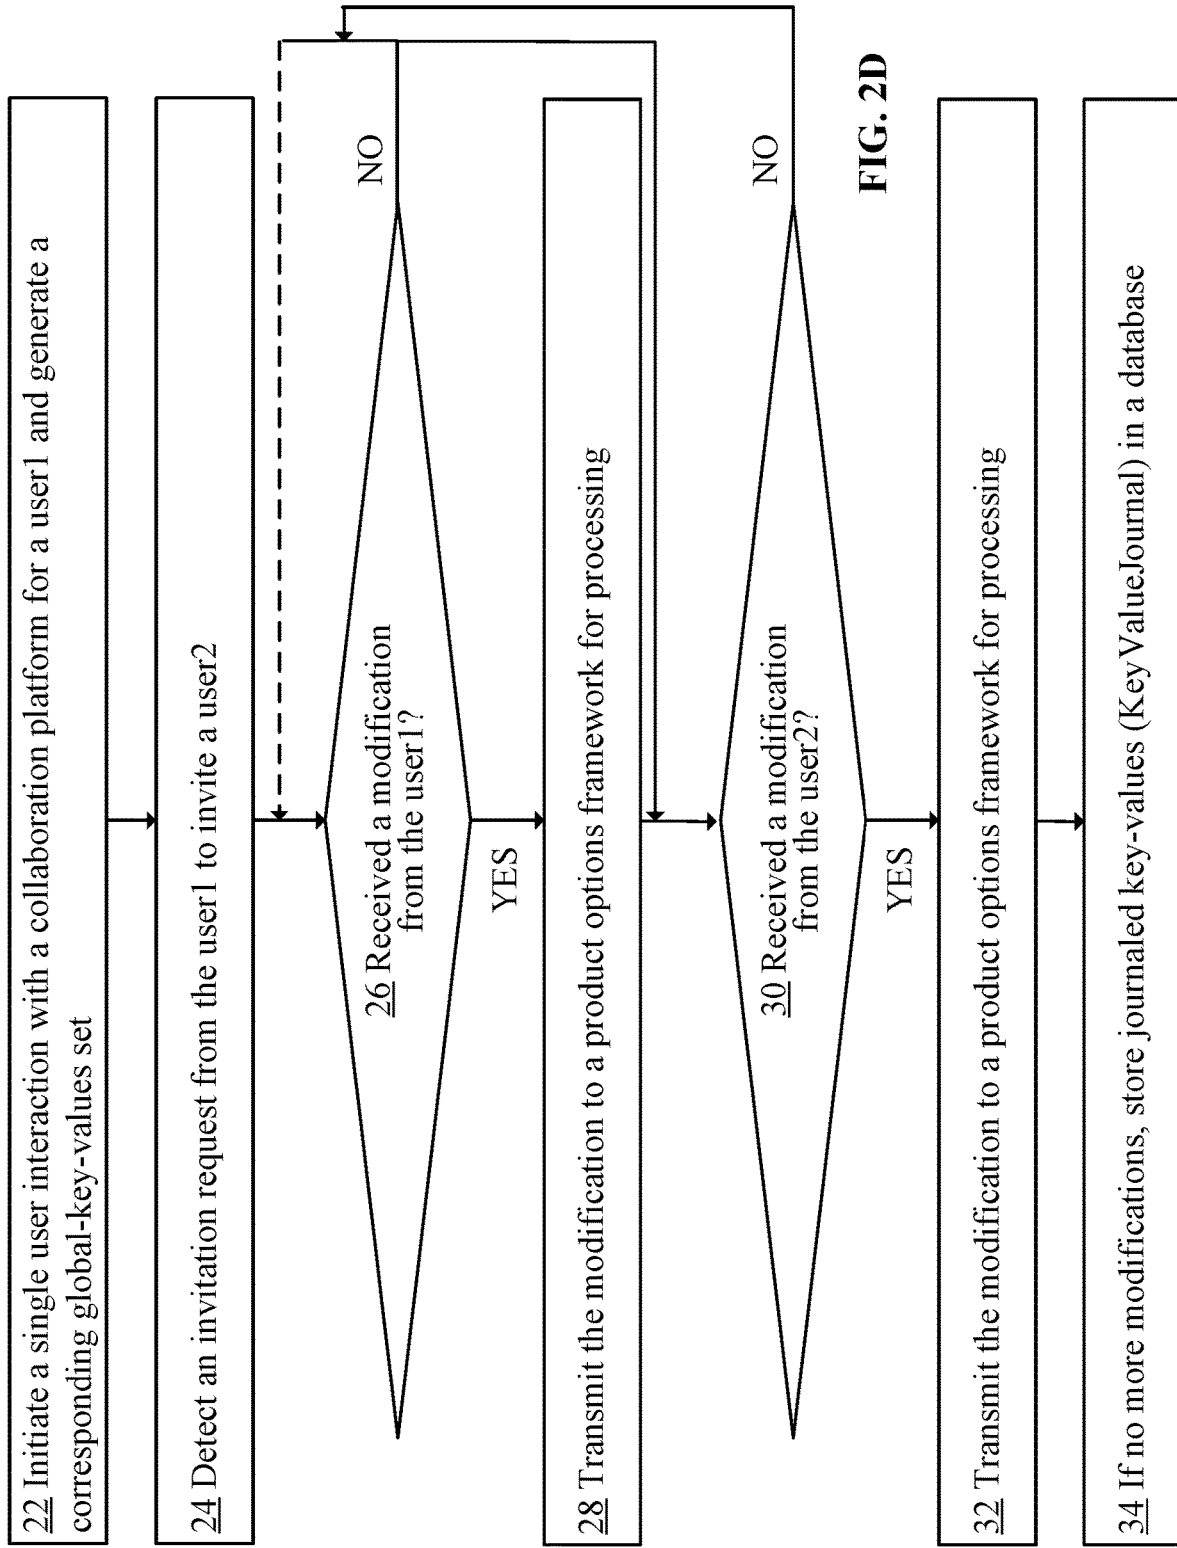 22 Initiate a single user interaction with a collaboration platform for a user1 and generate a
corresponding global-key-values set
24 Detect an invitation request from the user1 to invite a user2
26 Received a modification
from the user1?
NO
YES
28 Transmit the modification to a product options framework for processing
30 Received a modification
from the user2?
NO
YES
32 Transmit the modification to a product options framework for processing
34 If no more modifications, store journaled key-values (KeyValueJournal) in a database
FIG. 2D